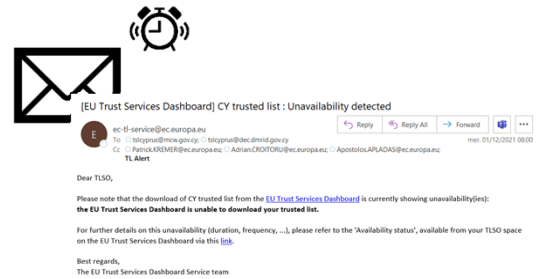 [EU Trust Services Dashboard] CY trusted list : Unavailability detected
E
ec-tl-service@ec.europa.eu
Reply
Reply All
Forward
To tslcyprus@mcw.gov.cy; tslcyprus@dec.dmrid.gov.cy
mer. 01/12/2021 08:00
Cc Patrick.KREMER@ec.europa.eu; Adrian.CROITORU@ec.europa.eu; Apostolos.APLADAS@ec.europa.eu;
TL Alert
Dear TLSO,
Please note that the download of CY trusted list from the EU Trust Services Dashboard is currently showing unavailability(ies):
the EU Trust Services Dashboard is unable to download your trusted list.
For further details on this unavailability (duration, frequency, ...), please refer to the 'Availability status', available from your TLSO space
on the EU Trust Services Dashboard via this link.
Best regards,
The EU Trust Services Dashboard Service team